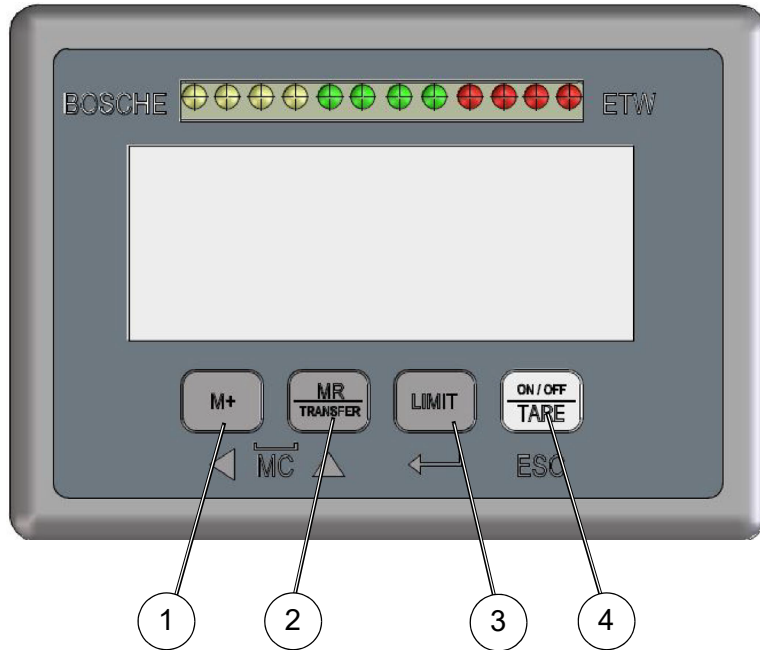 BOSCHE ETW
M+
MR
TRANSFER
LIMIT
ON / OFF
TARE
MC
ESC
1 2 3 4